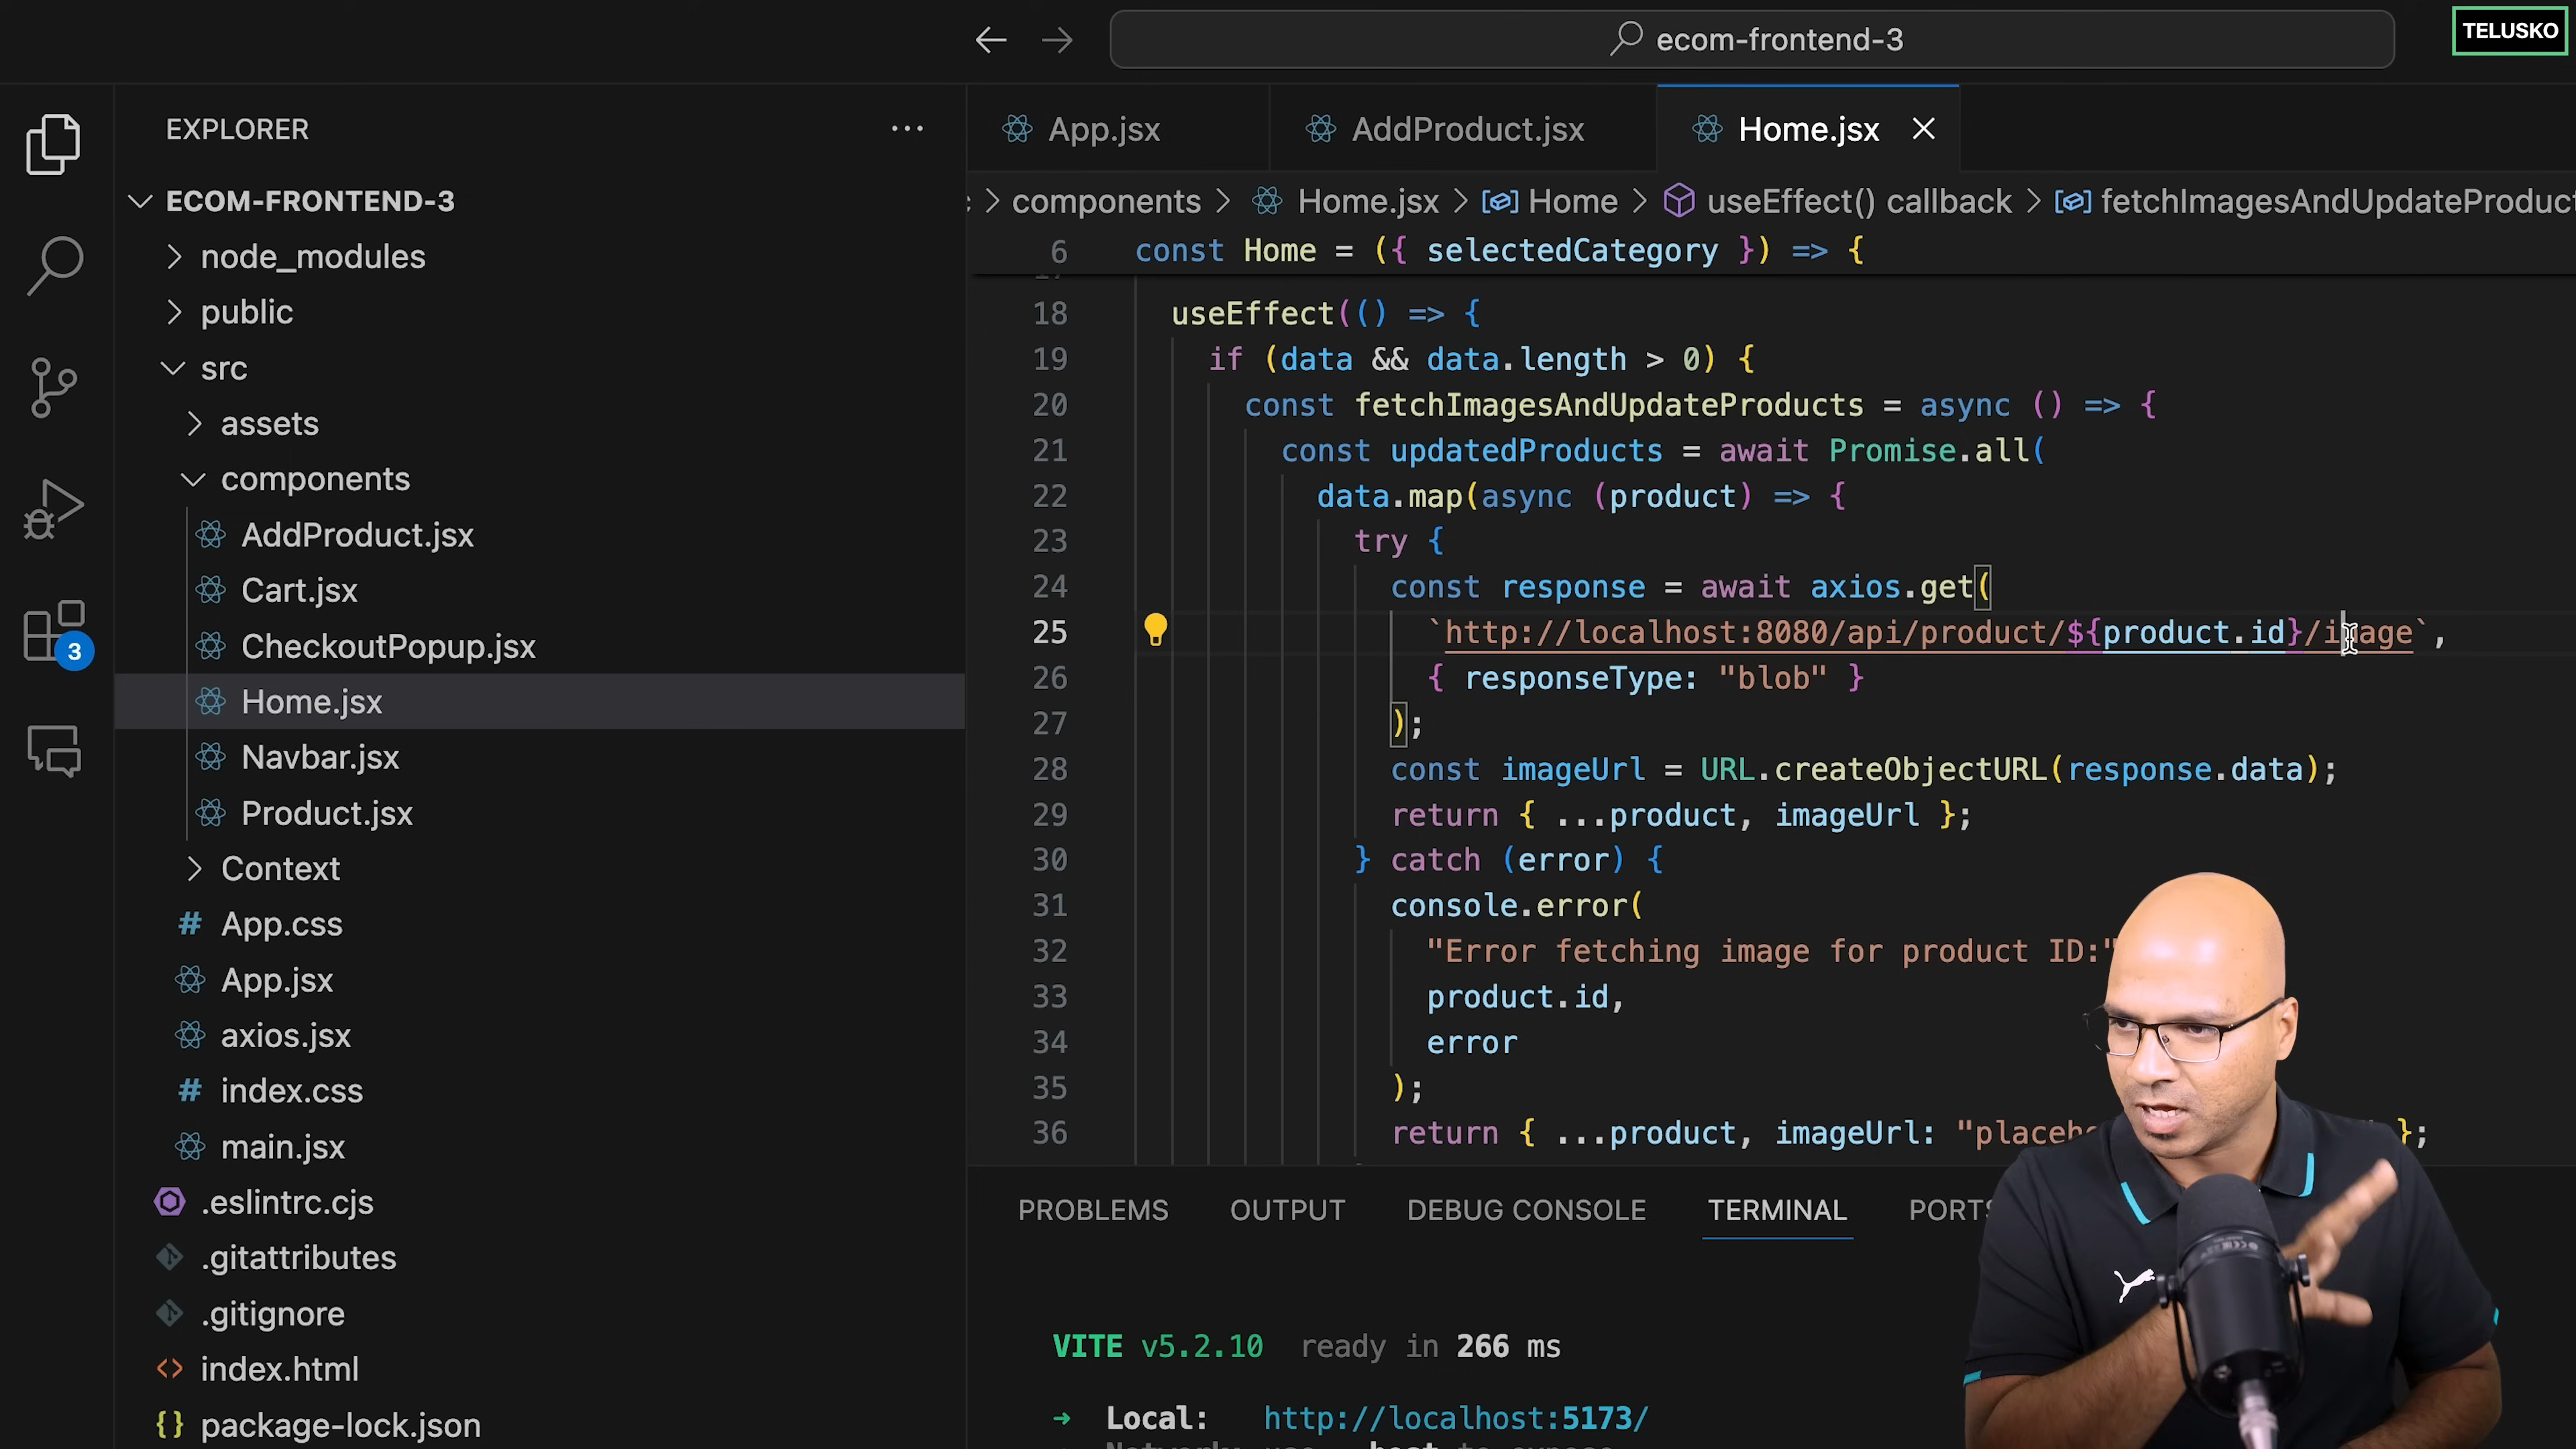 ecom-frontend-3
TELUSKO
EXPLORER
ECOM-FRONTEND-3
node_modules
public
src
assets
components
AddProduct.jsx
Cart.jsx
CheckoutPopup.jsx
Home.jsx
Navbar.jsx
Product.jsx
Context
App.css
App.jsx
axios.jsx
index.css
main.jsx
.eslintrc.cjs
.gitattributes
.gitignore
index.html
package-lock.json
3
App.jsx AddProduct.jsx Home.jsx
components > Home.jsx > Home > useEffect() callback > fetchImagesAndUpdateProduct
6 const Home = ({ selectedCategory }) => {
18 useEffect(() => {
19 if (data && data.length > 0) {
20 const fetchImagesAndUpdateProducts = async () => {
21 const updatedProducts = await Promise.all(
22 data.map(async (product) => {
23 try {
24 const response = await axios.get(
25 `http://localhost:8080/api/product/${product.id}/image`,
26 { responseType: "blob" }
27 );
28 const imageUrl = URL.createObjectURL(response.data);
29 return { ...product, imageUrl };
30 } catch (error) {
31 console.error(
32 "Error fetching image for product ID:"
33 product.id,
34 error
35 );
36 return { ...product, imageUrl: "placeho };
PROBLEMS OUTPUT DEBUG CONSOLE TERMINAL PORTS
VITE v5.2.10 ready in 266 ms
➜ Local: http://localhost:5173/